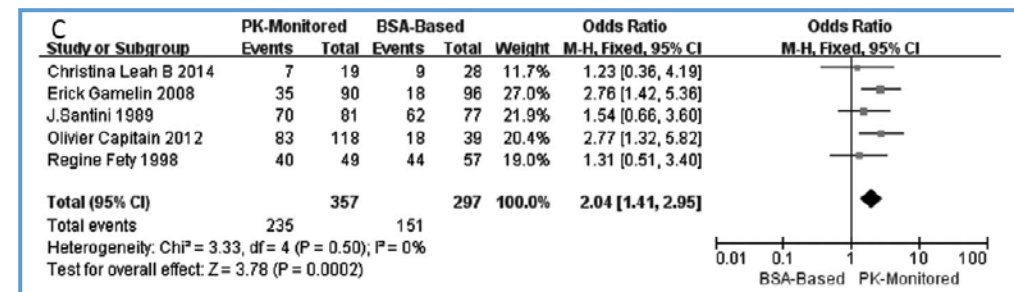 C
PK-Monitored BSA-Based Odds Ratio Odds Ratio
Study or Subgroup Events Total Events Total Weight M-H, Fixed, 95% CI M-H, Fixed, 95% CI
Christina Leah B 2014 7 19 9 28 11.7% 1.23 [0.36, 4.19]
Erick Gamelin 2008 35 90 18 96 27.0% 2.76 [1.42, 5.36]
J.Santini 1989 70 81 62 77 21.9% 1.54 [0.66, 3.60]
Olivier Capitain 2012 83 118 18 39 20.4% 2.77 [1.32, 5.82]
Regine Fety 1998 40 49 44 57 19.0% 1.31 [0.51, 3.40]
Total (95% CI) 357 297 100.0% 2.04 [1.41, 2.95]
Total events 235 151
Heterogeneity: Chi² = 3.33, df = 4 (P = 0.50); I² = 0%
Test for overall effect: Z = 3.78 (P = 0.0002)
0.01 0.1 1 10 100
BSA-Based PK-Monitored